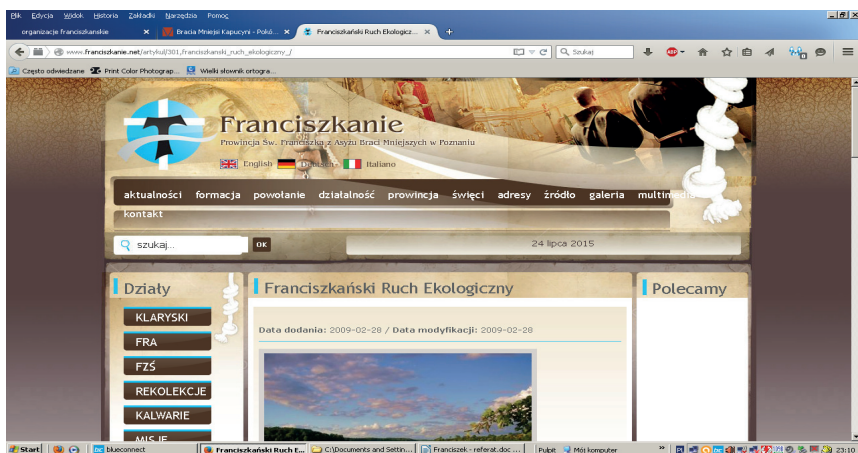 Plik Edycja Widok Historia Zakładki Narzędzia Pomoc
organizacje franciszkańskie Bracia Mniejsi Kapucyni - Pokó... Franciszkański Ruch Ekologicz...
www.franciszkanie.net/artykul/301,franciszkanski_ruch_ekologiczny_/ Szukaj
Często odwiedzane Print Color Photograp... Wielki słownik ortogra...
Franciszkanie
Prowincja Św. Franciszka z Asyżu Braci Mniejszych w Poznaniu
English Deutsch Italiano
aktualności formacja powołanie działalność prowincja święci adresy źródło galeria multimedia
kontakt
szukaj... OK 24 lipca 2015
Działy Franciszkański Ruch Ekologiczny Polecamy
KLARYSKI
Data dodania: 2009-02-28 / Data modyfikacji: 2009-02-28
FRA
FZŚ
REKOLEKCJE
KALWARIE
MISJE
Start blueconnect Franciszkański Ruch E... C:\Documents and Settin... Franciszek - referat.doc ... Pulpit Mój komputer 23:10